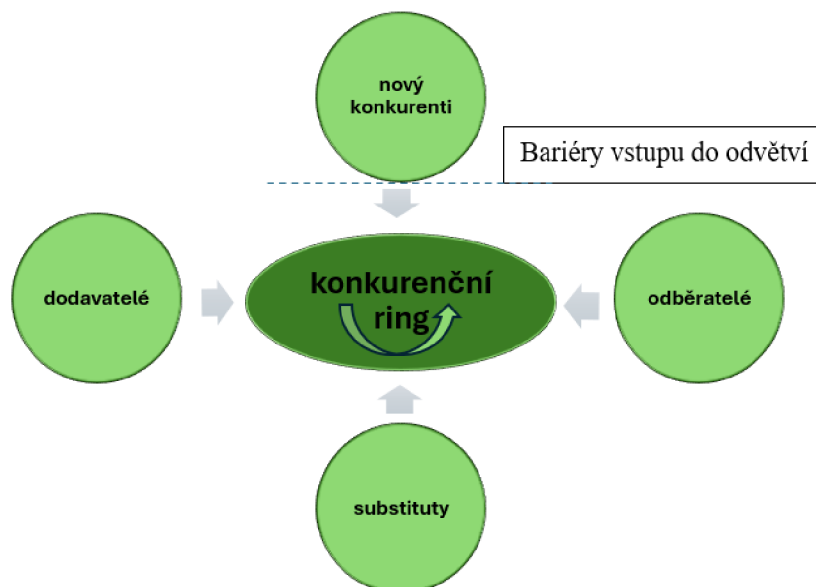 nový
konkurenti
Bariéry vstupu do odvětví
dodavatelé
konkurenční
ring
odběratelé
substituty